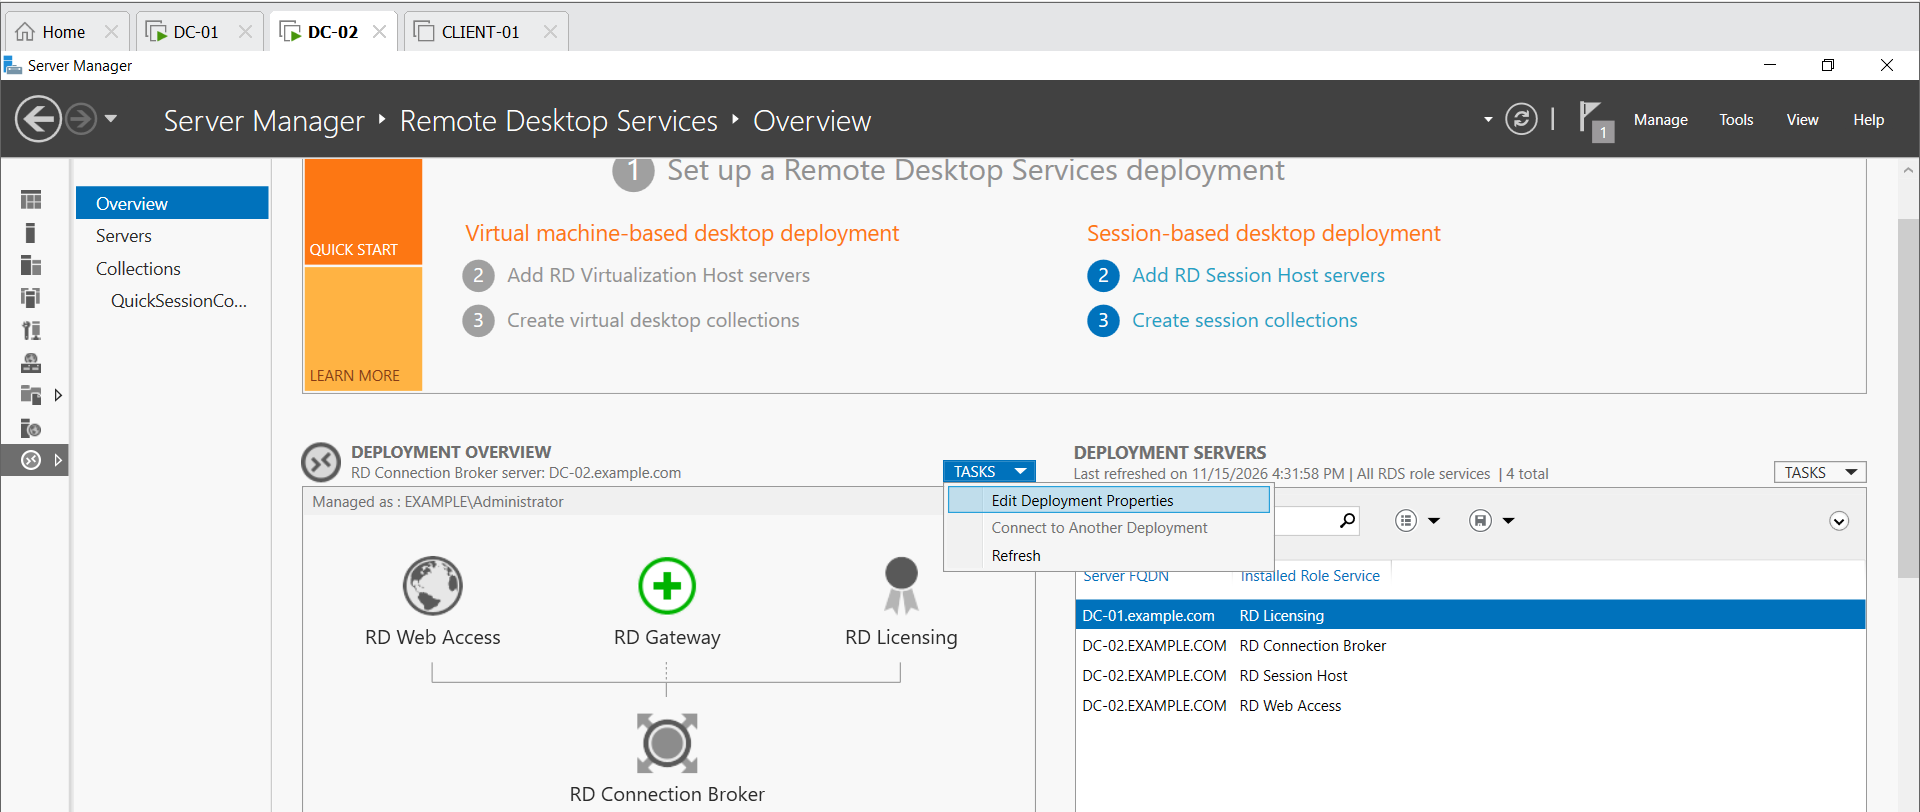 Home
DC-01
DC-02
CLIENT-01
Server Manager
Server Manager ‣ Remote Desktop Services ‣ Overview
1
Manage
Tools
View
Help
Overview
Servers
Collections
QuickSessionCo...
QUICK START
LEARN MORE
1 Set up a Remote Desktop Services deployment
Virtual machine-based desktop deployment
2 Add RD Virtualization Host servers
3 Create virtual desktop collections
Session-based desktop deployment
2 Add RD Session Host servers
3 Create session collections
DEPLOYMENT OVERVIEW
RD Connection Broker server: DC-02.example.com
TASKS
Managed as : EXAMPLE\Administrator
Edit Deployment Properties
Connect to Another Deployment
Refresh
RD Web Access
RD Gateway
RD Licensing
RD Connection Broker
DEPLOYMENT SERVERS
Last refreshed on 11/15/2026 4:31:58 PM | All RDS role services | 4 total
TASKS
Server FQDN Installed Role Service
DC-01.example.com RD Licensing
DC-02.EXAMPLE.COM RD Connection Broker
DC-02.EXAMPLE.COM RD Session Host
DC-02.EXAMPLE.COM RD Web Access